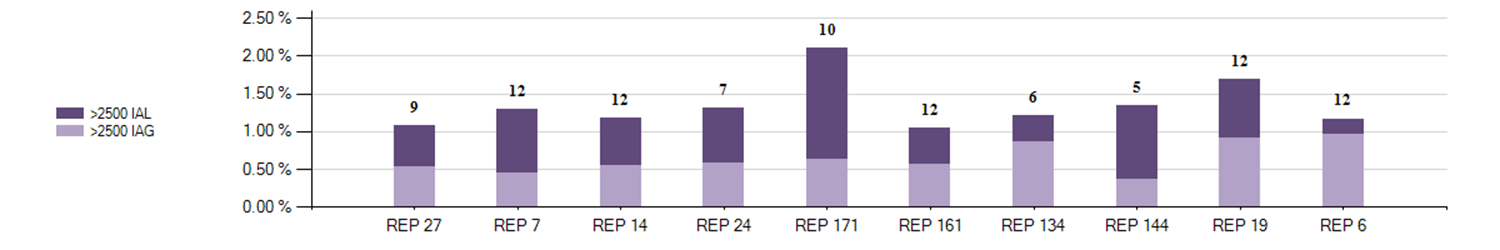 2.50 %
2.00 %
1.50 %
1.00 %
0.50 %
0.00 %
>2500 IAL
>2500 IAG
9 12 12 7 10 12 6 5 12 12
REP 27 REP 7 REP 14 REP 24 REP 171 REP 161 REP 134 REP 144 REP 19 REP 6